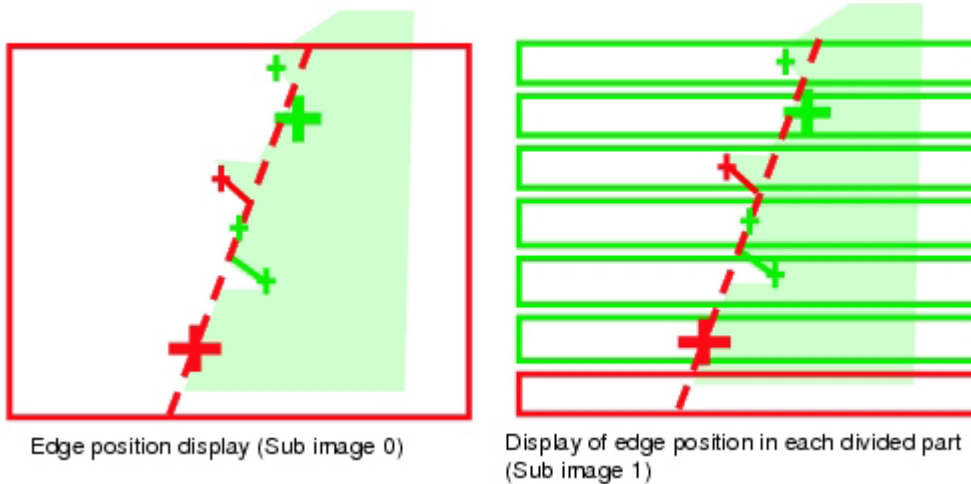 Edge position display (Sub image 0)
Display of edge position in each divided part
(Sub image 1)